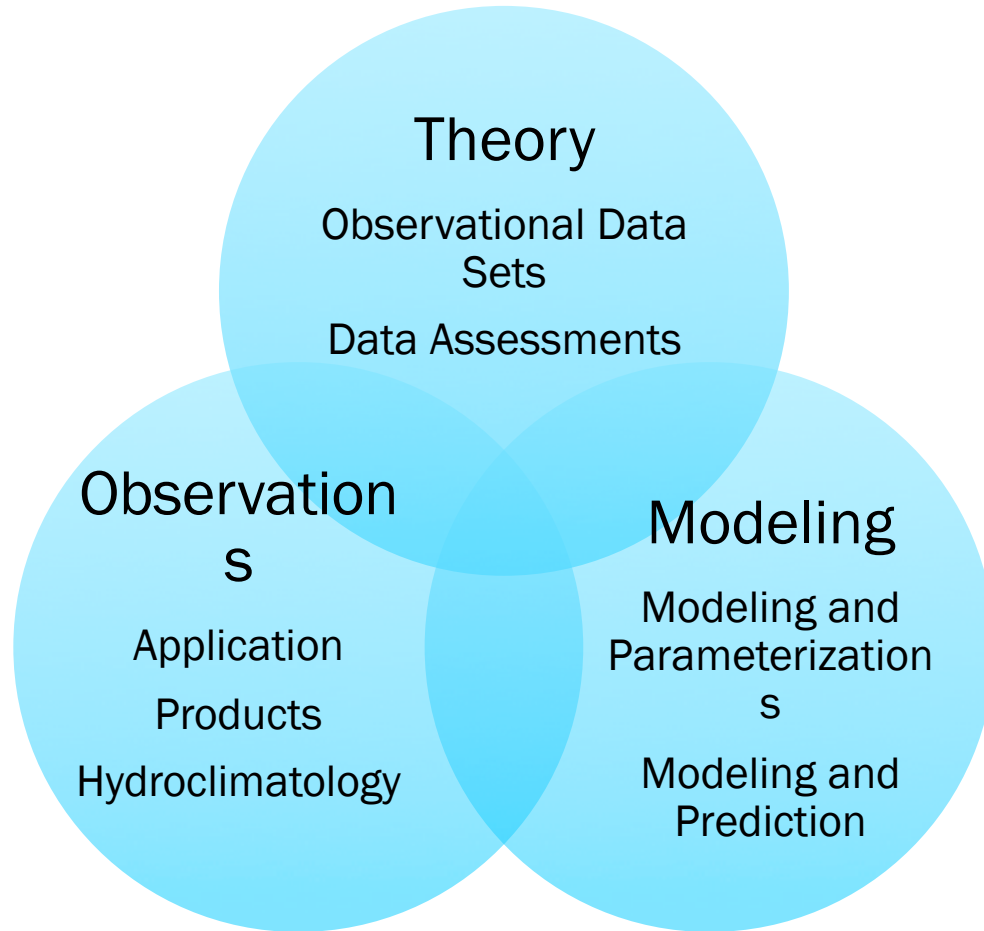 Theory
Observational Data
Sets
Data Assessments
Observation
s
Application
Products
Hydroclimatology
Modeling
Modeling and
Parameterization
s
Modeling and
Prediction